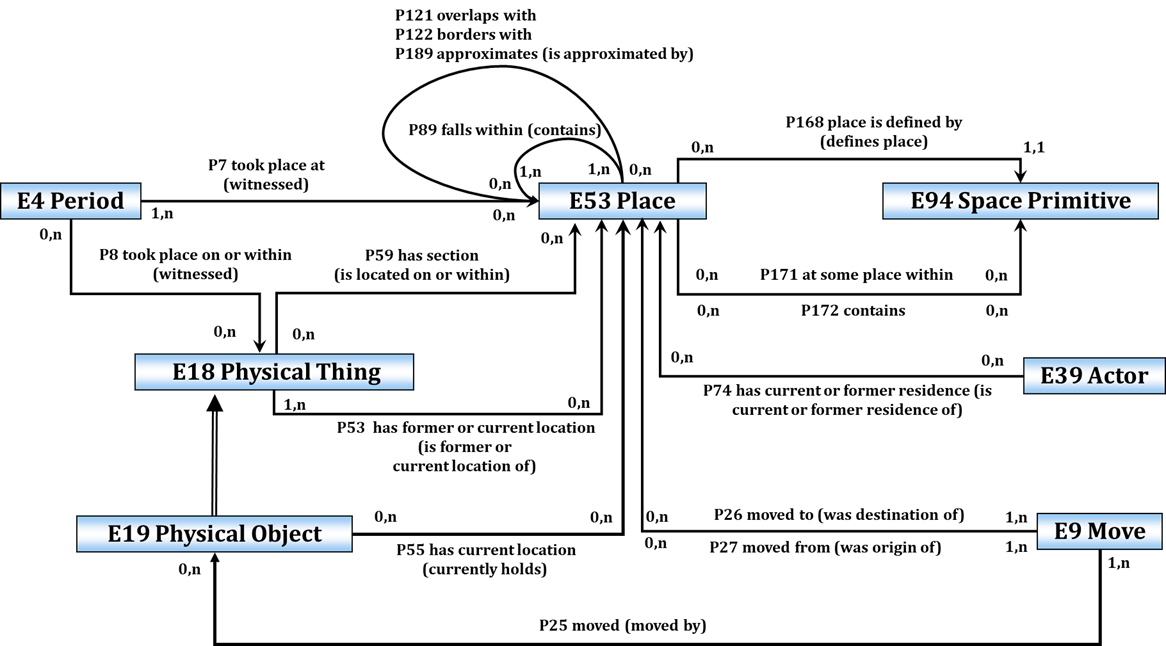 P121 overlaps with
P122 borders with
P189 approximates (is approximated by)
P89 falls within (contains)
P168 place is defined by
(defines place)
P7 took place at
(witnessed)
0,n
1,1
1,n
1,n
0,n
0,n
E4 Period
E53 Place
E94 Space Primitive
1,n
0,n
0,n
0,n
P8 took place on or within
(witnessed)
P59 has section
(is located on or within)
0,n
P171 at some place within
0,n
0,n
P172 contains
0,n
0,n
0,n
E18 Physical Thing
0,n
0,n
E39 Actor
P74 has current or former residence (is
current or former residence of)
1,n
0,n
P53 has former or current location
(is former or
current location of)
E19 Physical Object
0,n
0,n
P55 has current location
(currently holds)
0,n
P26 moved to (was destination of)
1,n
0,n
P27 moved from (was origin of)
1,n
E9 Move
0,n
1,n
P25 moved (moved by)